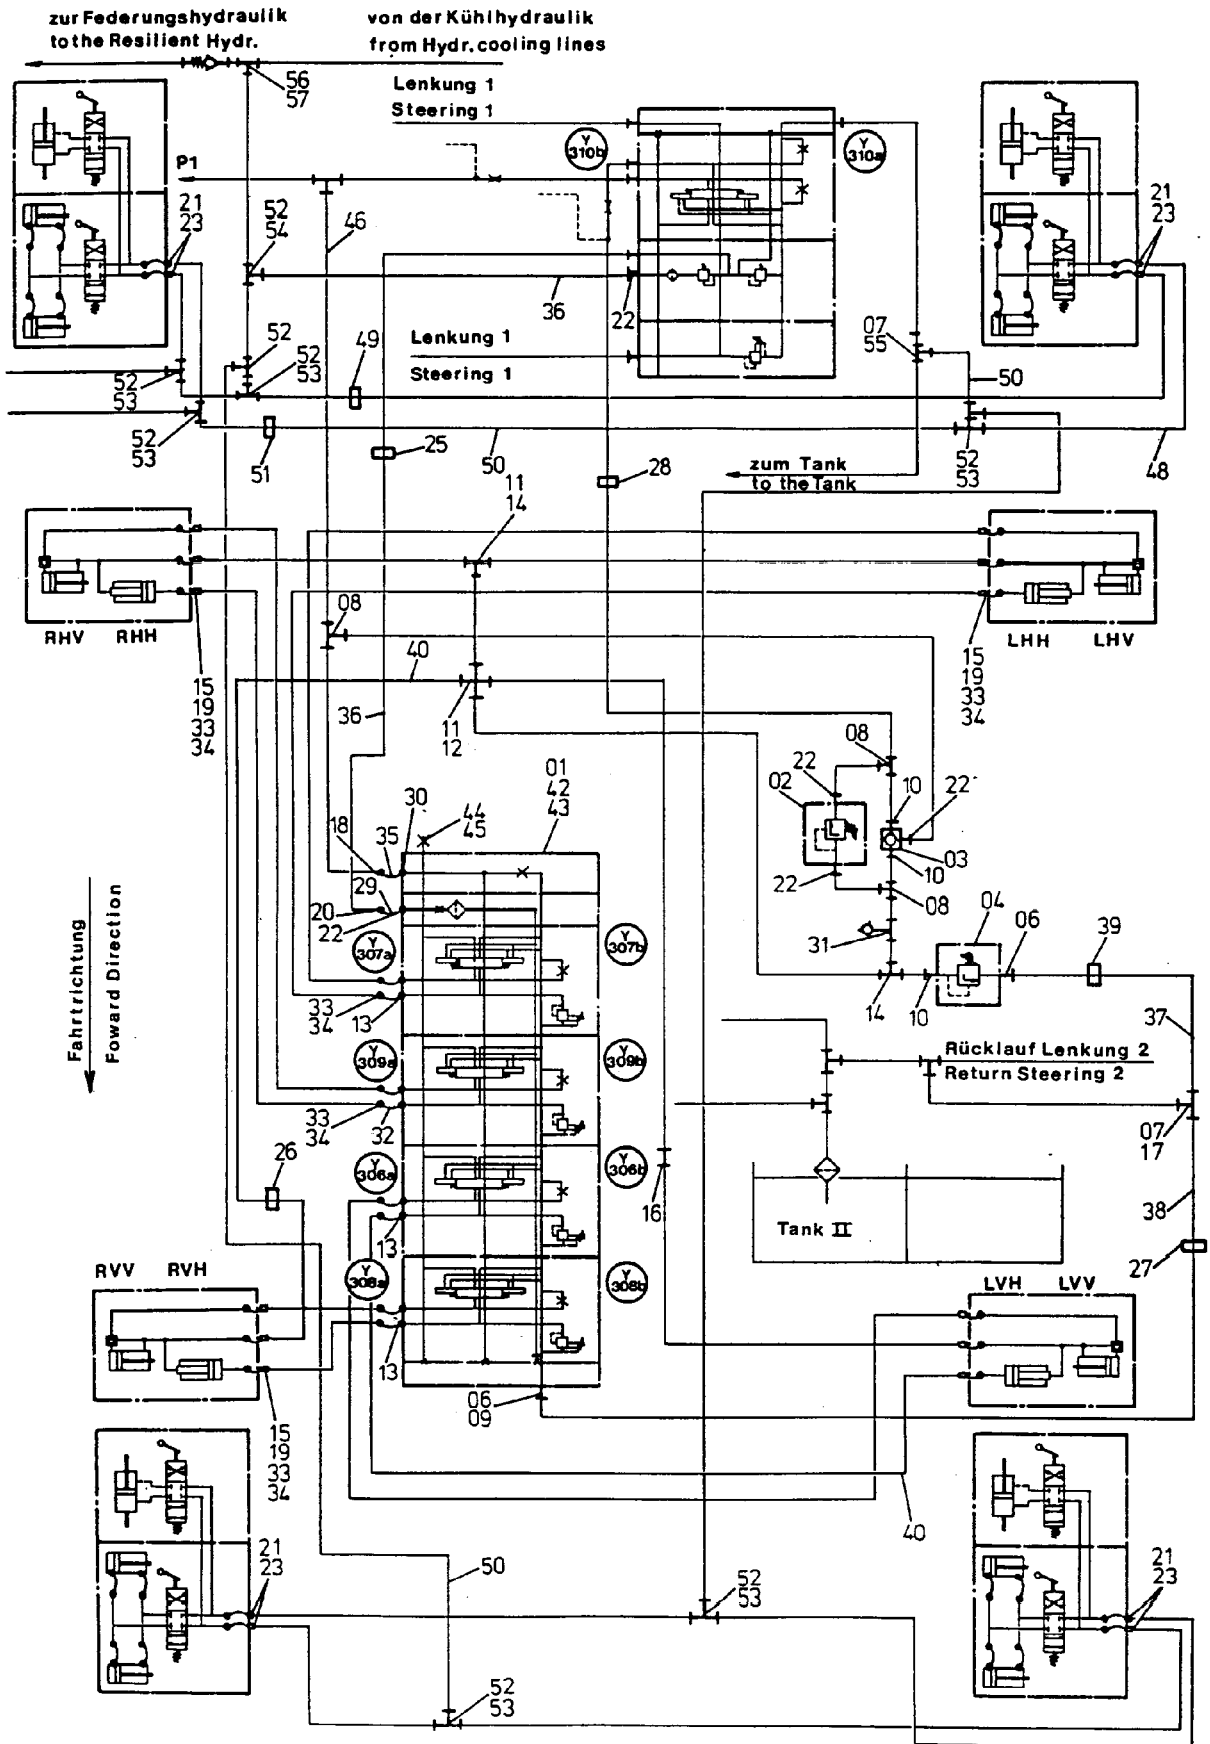 zur Federungshydraulik
to the Resilient Hydr.
von der Kühlhydraulik
from Hydr. cooling lines
56
57
Lenkung 1
Steering 1
Y
310b
Y
310a
P1
21
23
52
54
46
21
23
36
22
07
55
Lenkung 1
Steering 1
52
49
52
53
50
52
53
52
53
51
25
50
28
zum Tank
to the Tank
52
53
48
11
14
RHV
RHH
08
LHH
LHV
15
19
33
34
40
15
19
33
34
36
11
12
08
22
02
10
22
01
42
43
30
44
45
18
35
03
10
22
08
29
20
22
04
06
39
31
Y
307a
Y
307b
14
10
33
34
13
37
Fahrtrichtung
Foward Direction
Y
309a
Y
309b
Rücklauf Lenkung 2
Return Steering 2
33
34
32
07
17
26
Y
306a
Y
306b
16
38
13
Tank II
27
Y
308a
Y
308b
RVV
RVH
LVH
LVV
13
06
09
15
19
33
34
40
21
23
50
52
53
21
23
52
53